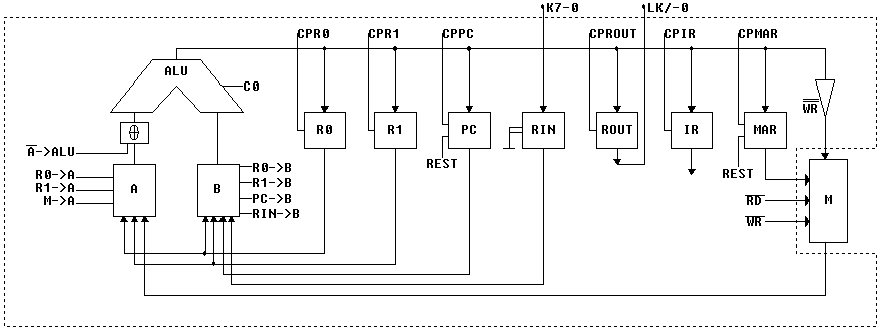 K7-0
LK/-0
CPR0
CPR1
CPPC
CPROUT
CPIR
CPMAR
ALU
C0
WR
R0
R1
PC
RIN
ROUT
IR
MAR
θ
A->ALU
REST
REST
R0->A
R1->A
M->A
A
B
R0->B
R1->B
PC->B
RIN->B
M
RD
WR